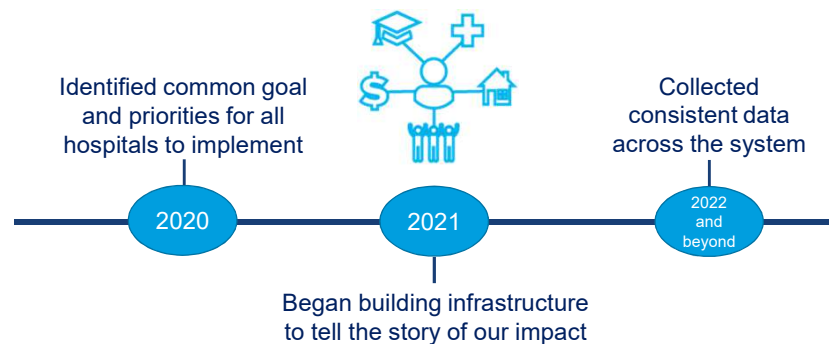 Identified common goal
and priorities for all
hospitals to implement
2020
2021
Began building infrastructure
to tell the story of our impact
Collected
consistent data
across the system
2022
and
beyond